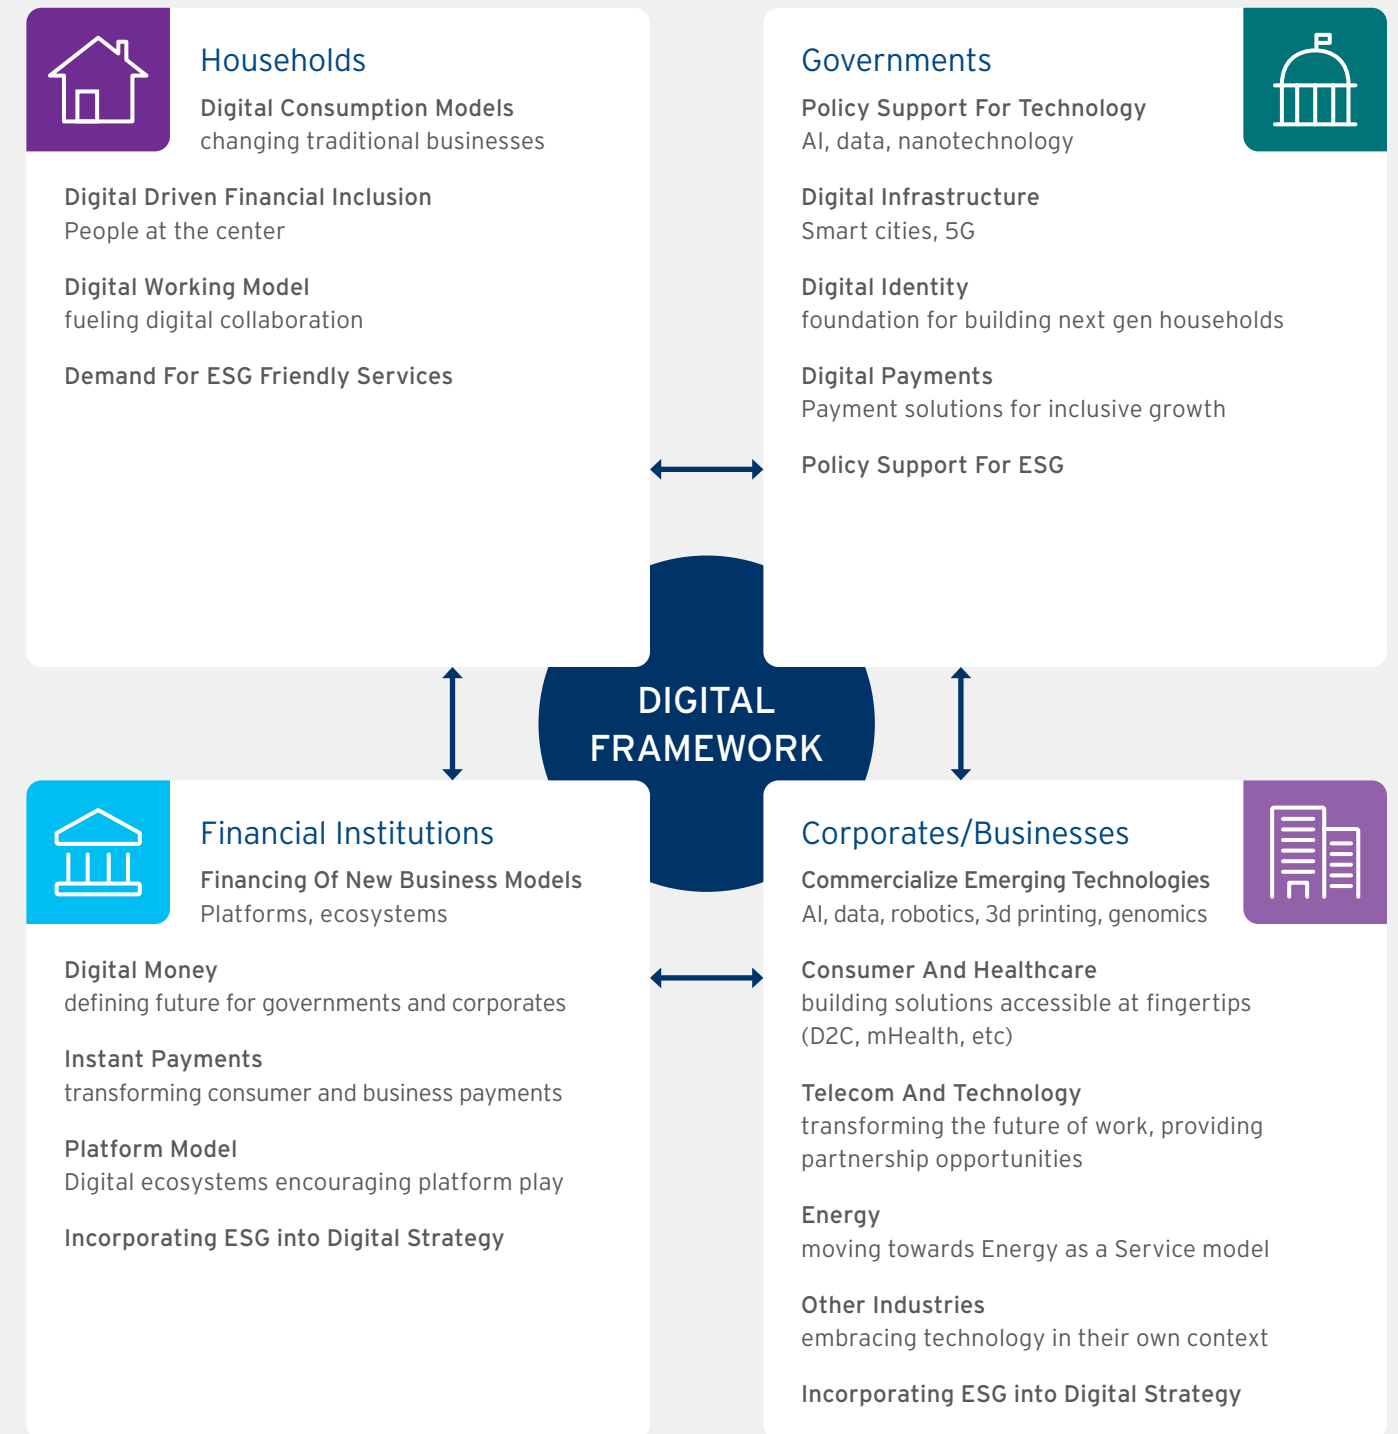 Households
Digital Consumption Models
changing traditional businesses
Digital Driven Financial Inclusion
People at the center
Digital Working Model
fueling digital collaboration
Demand For ESG Friendly Services
Governments
Policy Support For Technology
AI, data, nanotechnology
Digital Infrastructure
Smart cities, 5G
Digital Identity
foundation for building next gen households
Digital Payments
Payment solutions for inclusive growth
Policy Support For ESG
DIGITAL
FRAMEWORK
Financial Institutions
Financing Of New Business Models
Platforms, ecosystems
Digital Money
defining future for governments and corporates
Instant Payments
transforming consumer and business payments
Platform Model
Digital ecosystems encouraging platform play
Incorporating ESG into Digital Strategy
Corporates/Businesses
Commercialize Emerging Technologies
AI, data, robotics, 3d printing, genomics
Consumer And Healthcare
building solutions accessible at fingertips
(D2C, mHealth, etc)
Telecom And Technology
transforming the future of work, providing
partnership opportunities
Energy
moving towards Energy as a Service model
Other Industries
embracing technology in their own context
Incorporating ESG into Digital Strategy